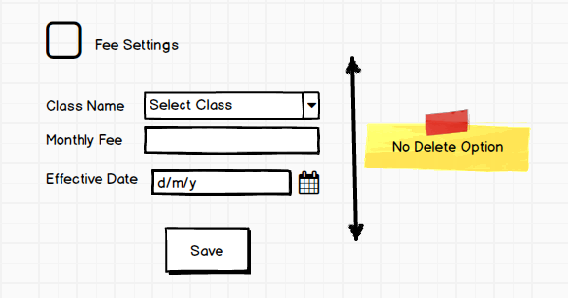 Fee Settings
Class Name
Select Class
Monthly Fee
Effective Date
d/m/y
Save
No Delete Option